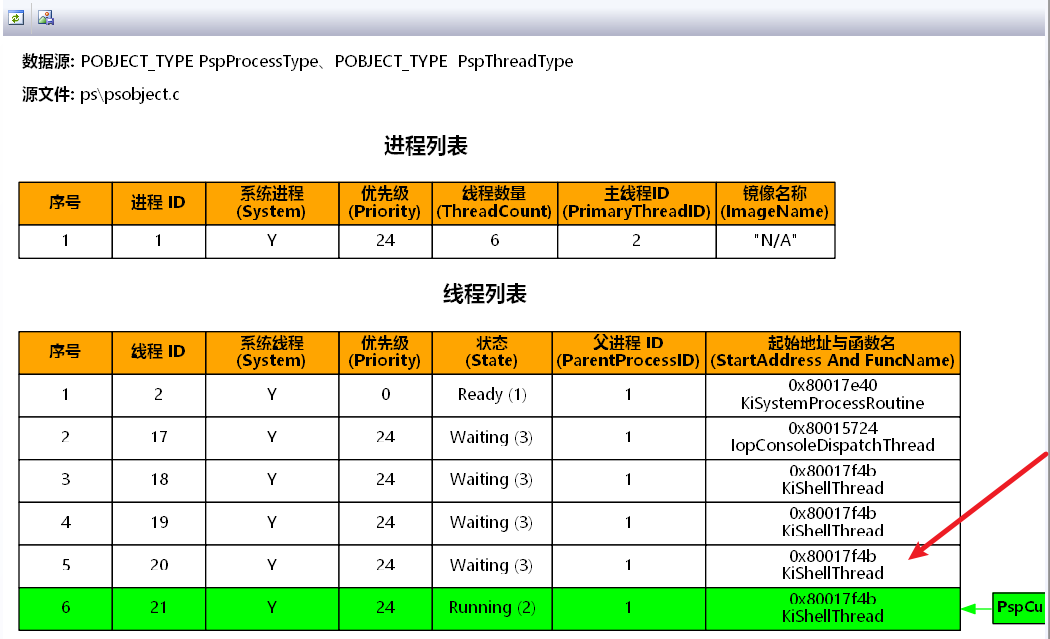 数据源: POBJECT_TYPE PspProcessType、POBJECT_TYPE PspThreadType
源文件: ps\psobject.c
进程列表
序号 进程 ID 系统进程 (System) 优先级 (Priority) 线程数量 (ThreadCount) 主线程ID (PrimaryThreadID) 镜像名称 (ImageName)
1 1 Y 24 6 2 "N/A"
线程列表
序号 线程 ID 系统线程 (System) 优先级 (Priority) 状态 (State) 父进程 ID (ParentProcessID) 起始地址与函数名 (StartAddress And FuncName)
1 2 Y 0 Ready (1) 1 0x80017e40 KiSystemProcessRoutine
2 17 Y 24 Waiting (3) 1 0x80015724 IopConsoleDispatchThread
3 18 Y 24 Waiting (3) 1 0x80017f4b KiShellThread
4 19 Y 24 Waiting (3) 1 0x80017f4b KiShellThread
5 20 Y 24 Waiting (3) 1 0x80017f4b KiShellThread
6 21 Y 24 Running (2) 1 0x80017f4b KiShellThread PspCu